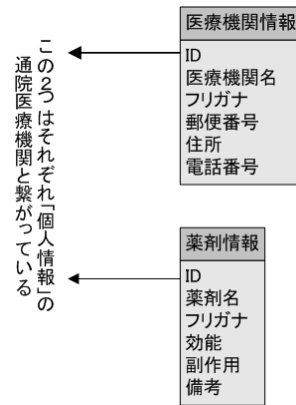 この2つはそれぞれ「個人情報」の
通院医療機関と繋がっている
医療機関情報
ID
医療機関名
フリガナ
郵便番号
住所
電話番号
薬剤情報
ID
薬剤名
フリガナ
効能
副作用
備考